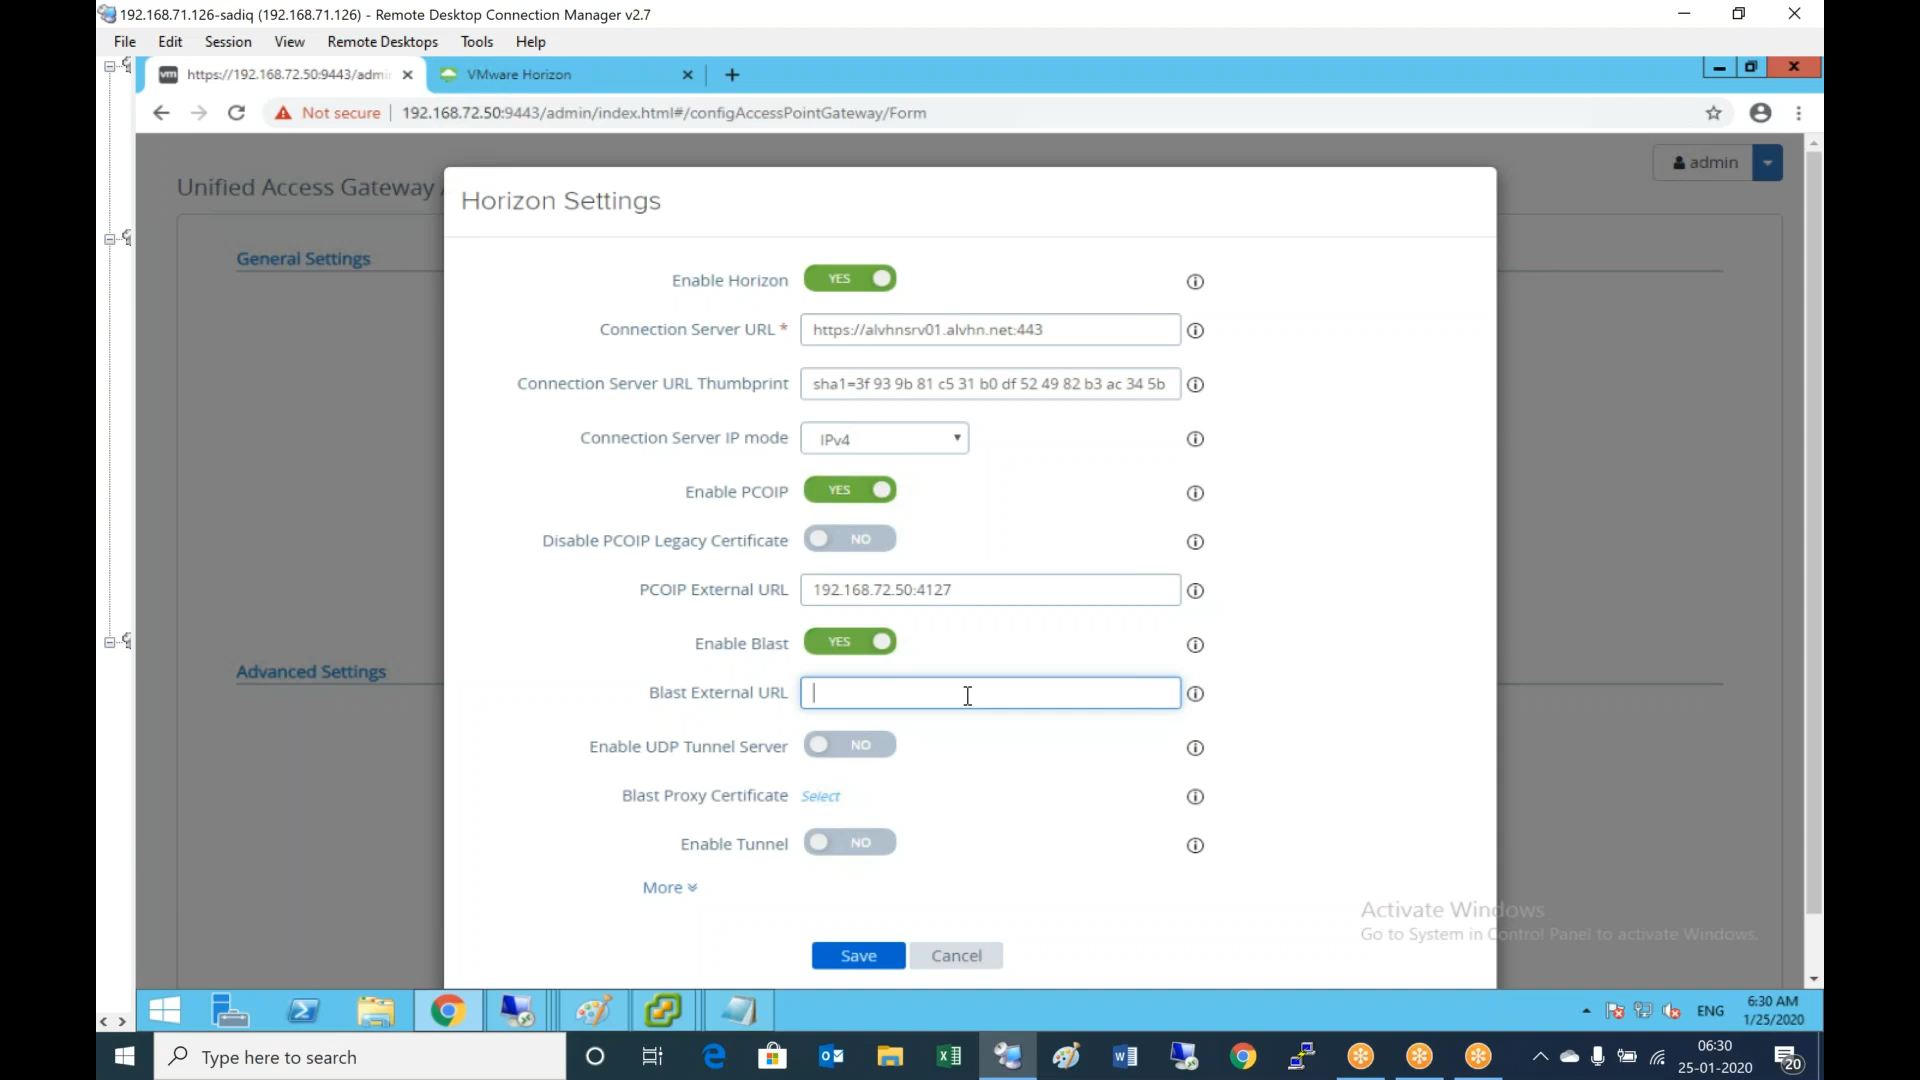 192.168.71.126-sadiq (192.168.71.126) - Remote Desktop Connection Manager v2.7
File Edit Session View Remote Desktops Tools Help
vm https://192.168.72.50:9443/admi VMware Horizon
Not secure 192.168.72.50:9443/admin/index.html#/configAccessPointGateway/Form
admin
Unified Access Gateway
Horizon Settings
General Settings
Enable Horizon YES
Connection Server URL * https://alvhnsrv01.alvhn.net:443
Connection Server URL Thumbprint sha1=3f 93 9b 81 c5 31 b0 df 52 49 82 b3 ac 34 5b
Connection Server IP mode IPv4
Enable PCOIP YES
Disable PCOIP Legacy Certificate NO
PCOIP External URL 192.168.72.50:4127
Enable Blast YES
Advanced Settings
Blast External URL
Enable UDP Tunnel Server NO
Blast Proxy Certificate Select
Enable Tunnel NO
More
Activate Windows
Go to System in Control Panel to activate Windows.
Save Cancel
ENG 6:30 AM
1/25/2020
Type here to search
06:30
25-01-2020
20